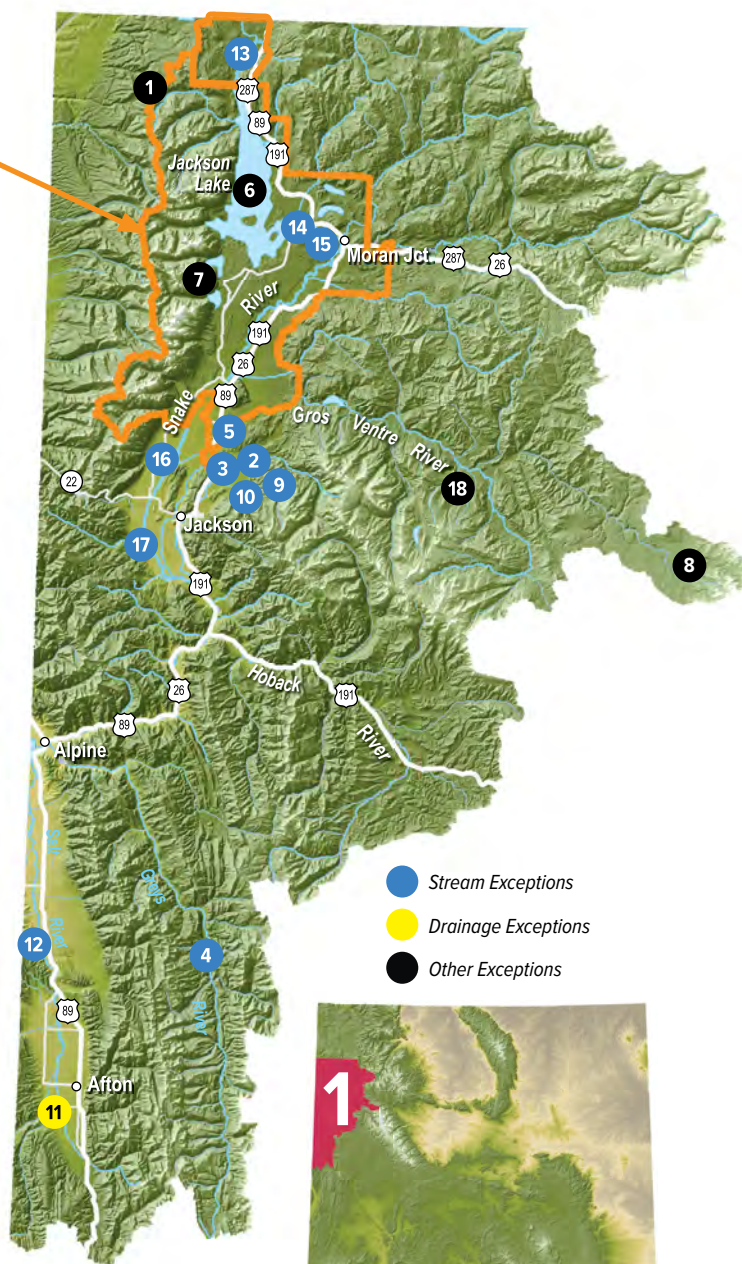 13
1
287
89
191
Jackson
Lake
6
14
15
Moran Jct.
287
26
7
River
191
26
89
Snake
5
Gros Ventre River
16
3
2
9
10
18
22
Jackson
17
8
191
Hoback River
191
26
89
Alpine
Salt River
Greys River
12
4
89
Afton
11
Stream Exceptions
Drainage Exceptions
Other Exceptions
1